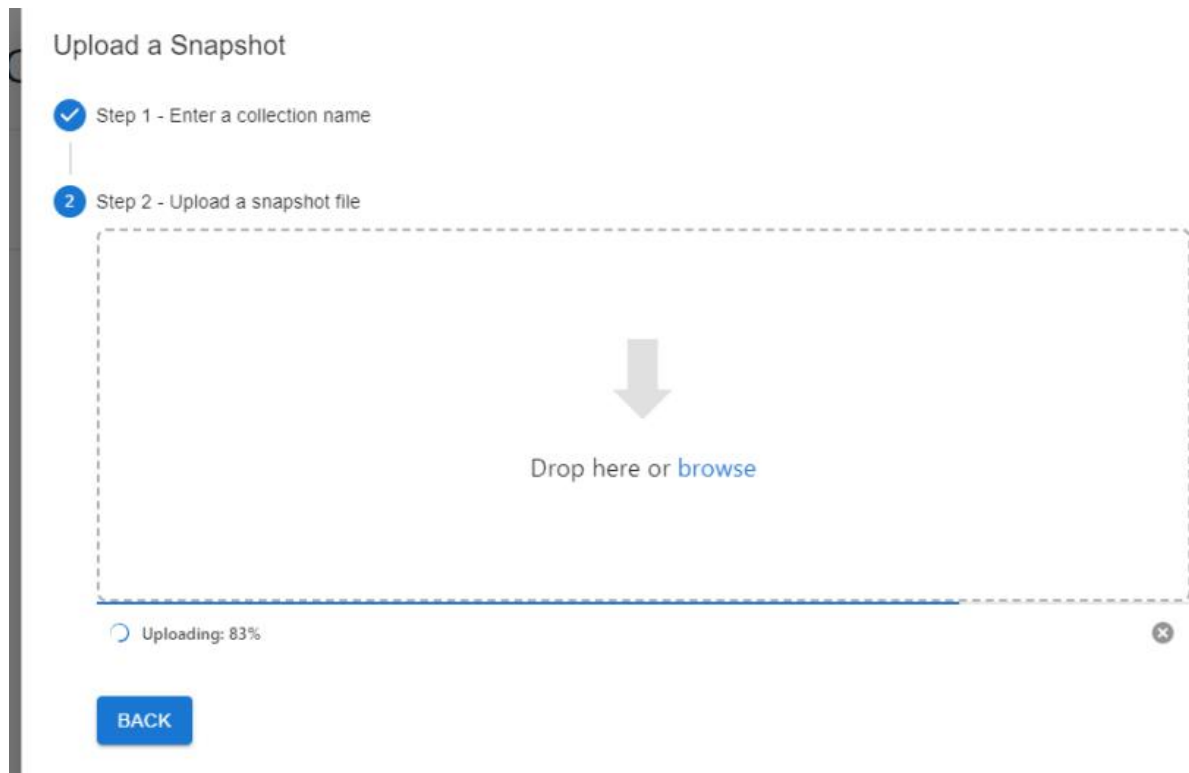 Upload a Snapshot
Step 1 - Enter a collection name
2 Step 2 - Upload a snapshot file
Drop here or browse
Uploading: 83%
BACK